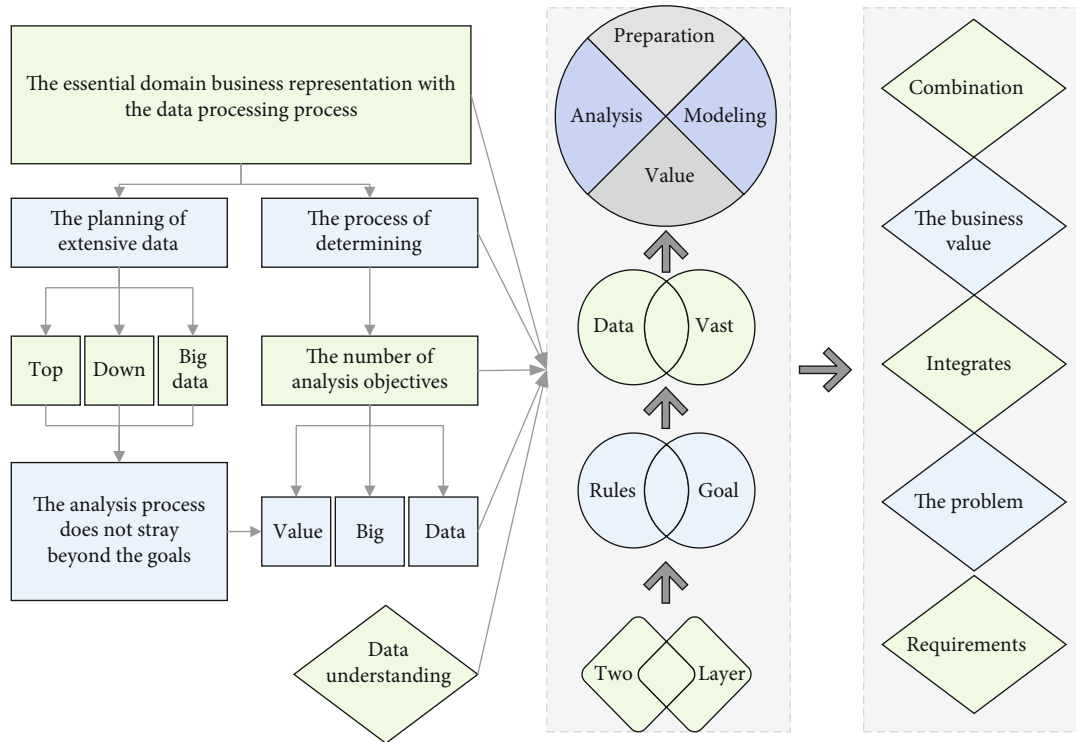 The essential domain business representation with
the data processing process
The planning of
extensive data
The process of
determining
Top
Down
Big
data
The number of
analysis objectives
The analysis process
does not stray
beyond the goals
Value
Big
Data
Data
understanding
Preparation
Analysis
Modeling
Value
Data
Vast
Rules
Goal
Two
Layer
Combination
The business
value
Integrates
The problem
Requirements